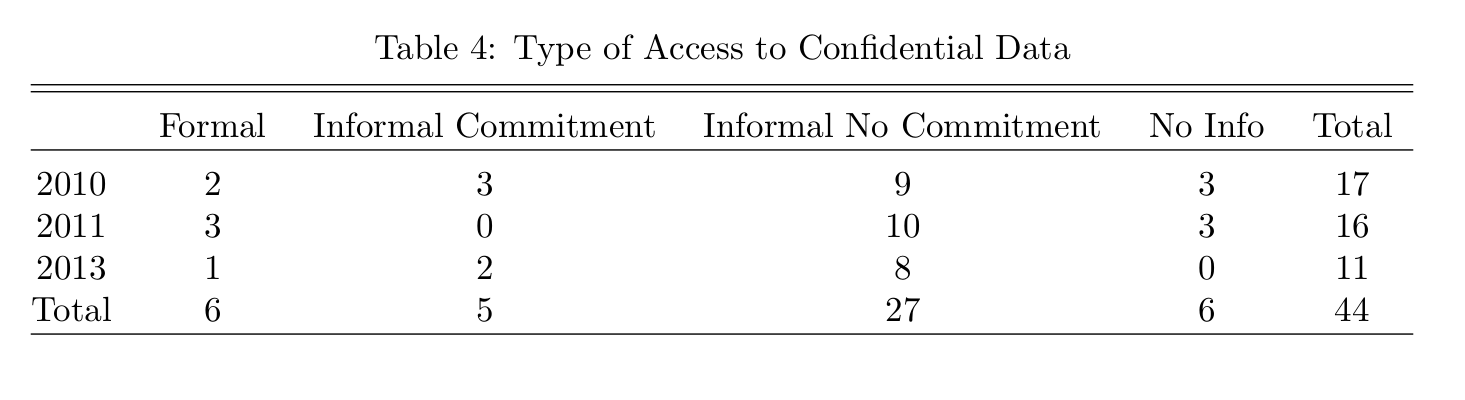 Table 4: Type of Access to Confidential Data
Formal Informal Commitment Informal No Commitment No Info Total
2010 2 3 9 3 17
2011 3 0 10 3 16
2013 1 2 8 0 11
Total 6 5 27 6 44